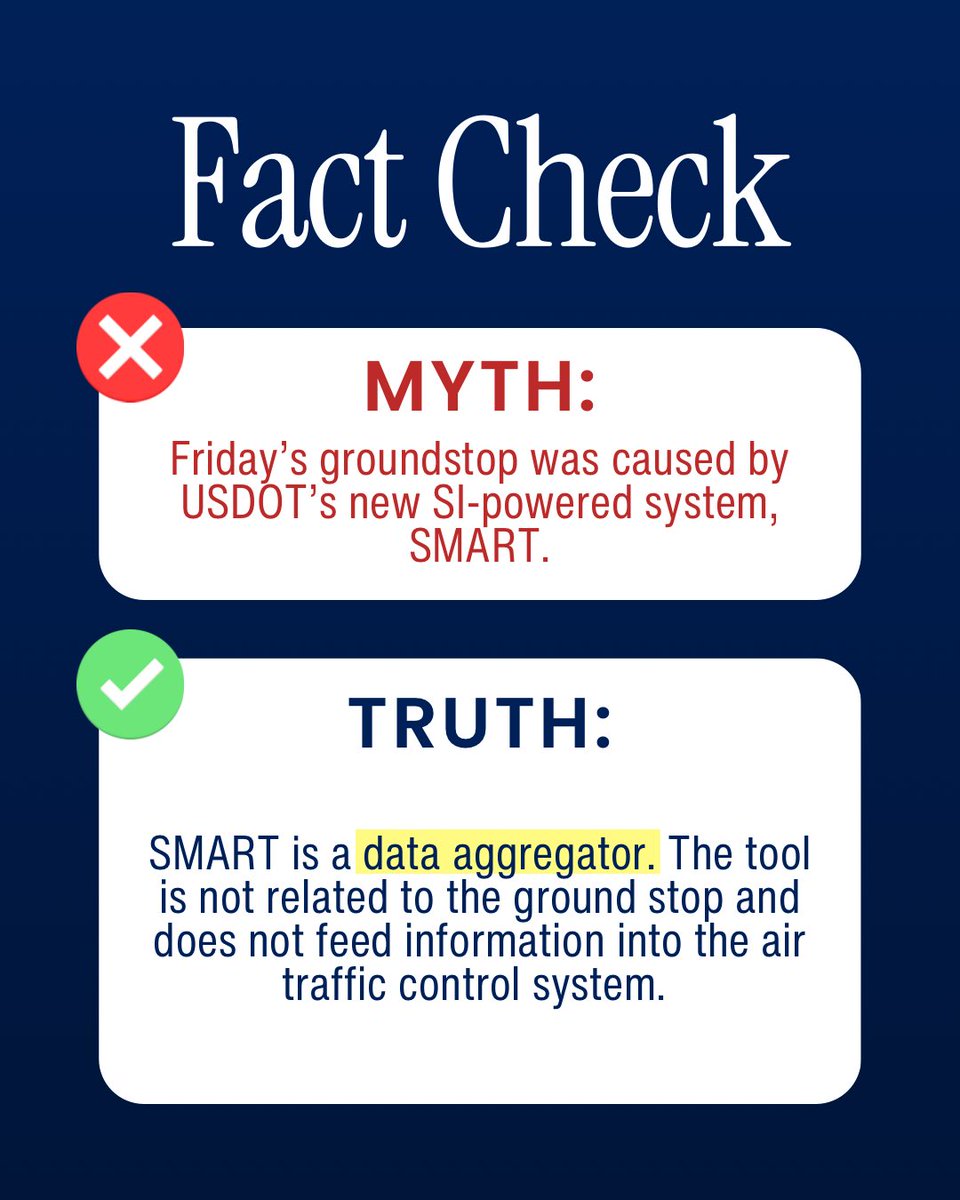 Fact Check
MYTH:
Friday’s groundstop was caused by
USDOT’s new SI-powered system,
SMART.
TRUTH:
SMART is a data aggregator. The tool
is not related to the ground stop and
does not feed information into the air
traffic control system.